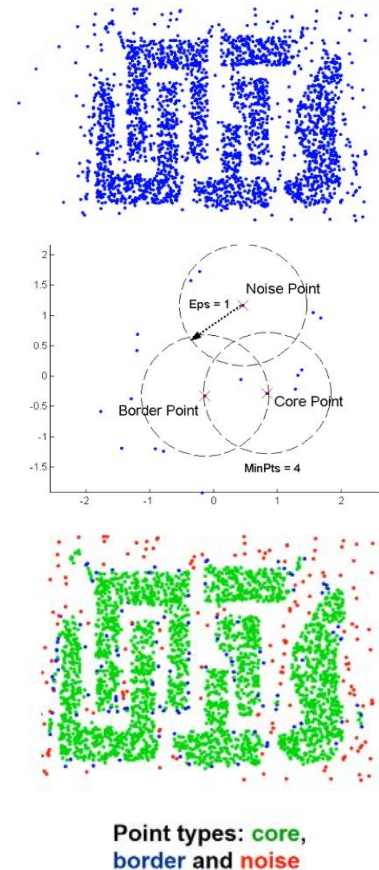 2
Noise Point
1.5
Eps = 1
1
0.5
0
Border Point
Core Point
-0.5
-1
MinPts = 4
-1.5
-2
-1
0
1
2
Point types: core,
border and noise